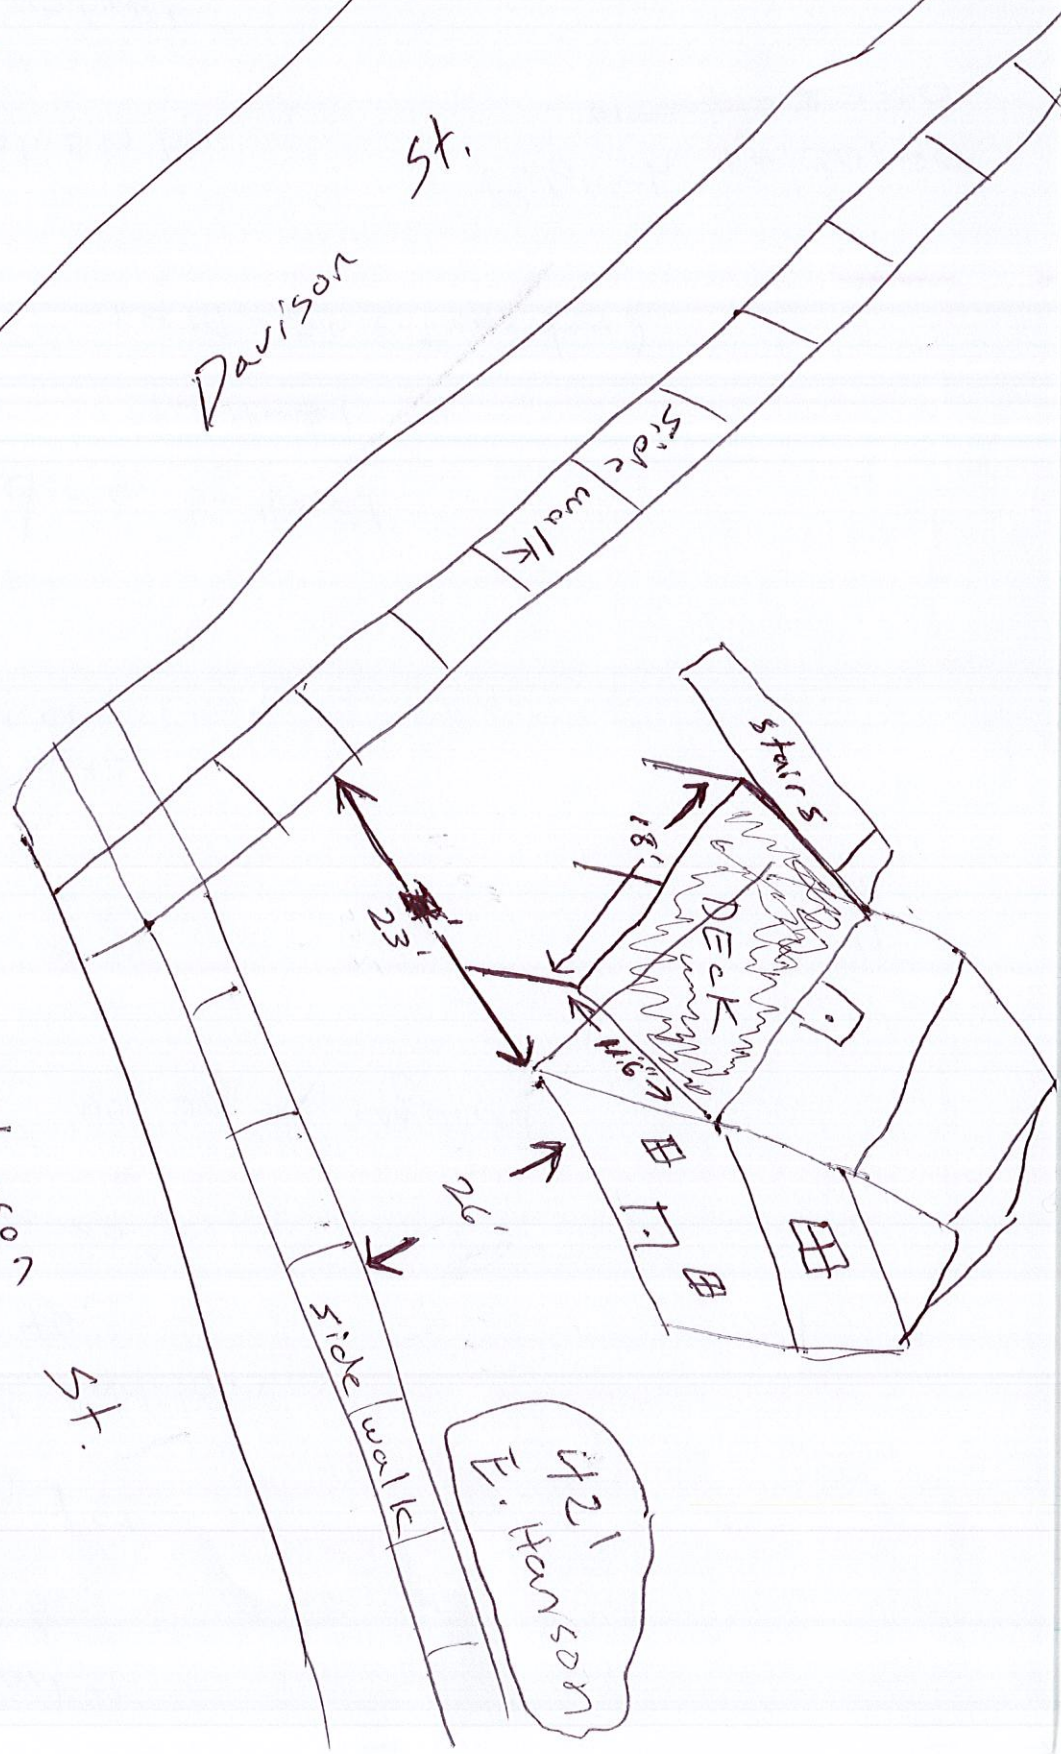 Davison St.
side walk
stairs
DECK
18'
11'6"
23'
26'
side walk
421
E. Hanson
St.